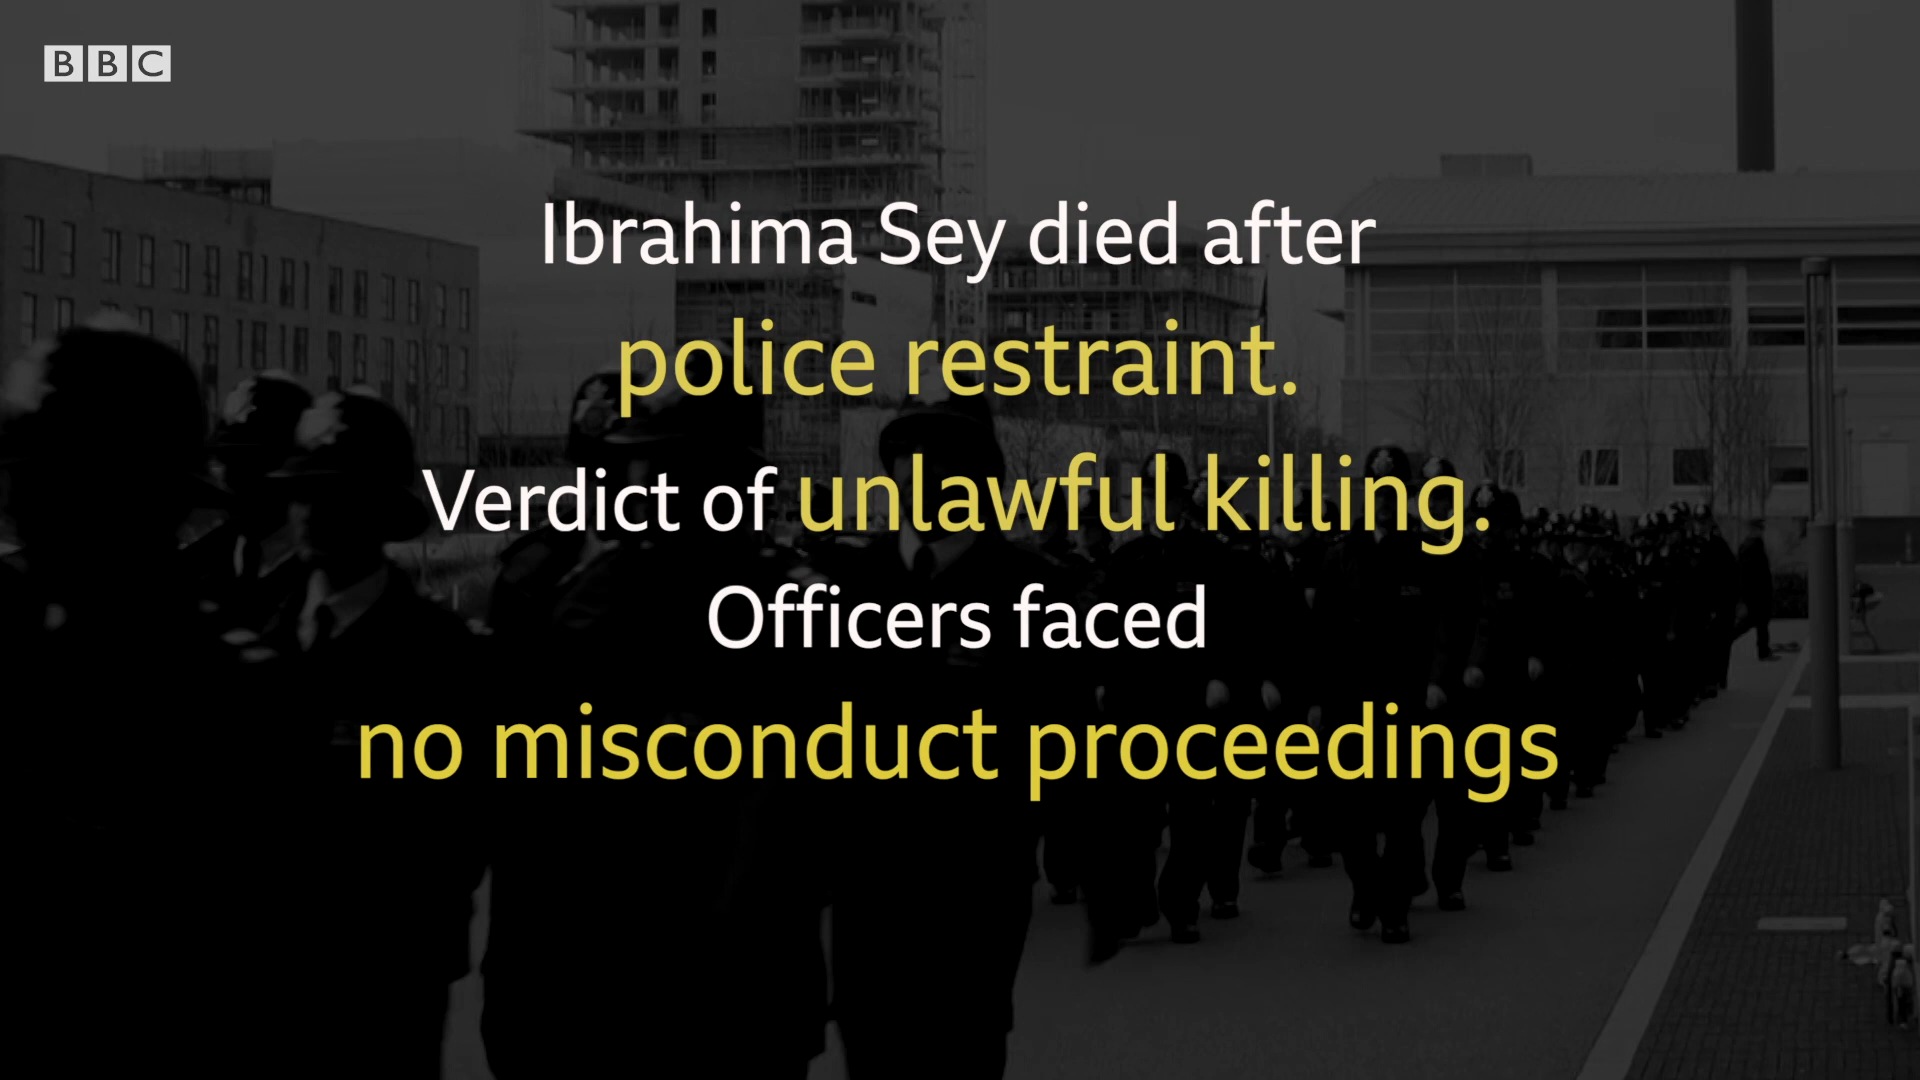 BBC
Ibrahima Sey died after
police restraint.
Verdict of unlawful killing.
Officers faced
no misconduct proceedings